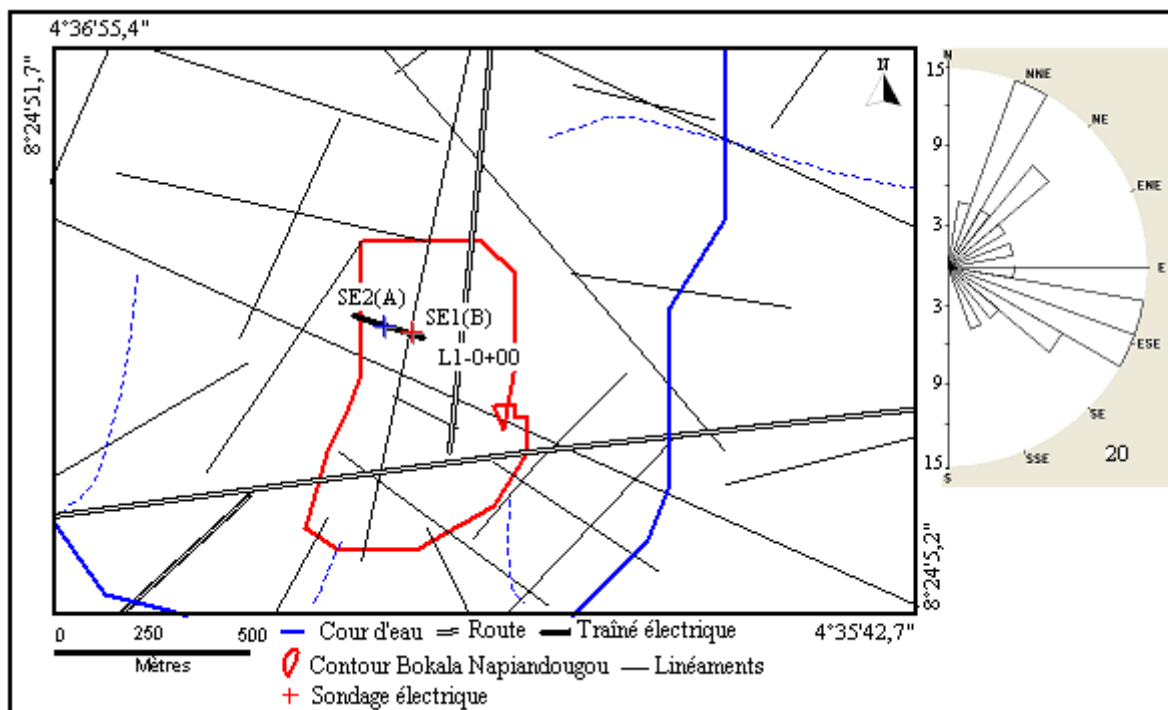 4°36'55,4"
8°24'51,7"
N
SE2(A)
SE1(B)
L1-0+00
8°24'5,2"
4°35'42,7"
15
N
NNE
NE
9
ENE
3
E
3
ESE
9
SE
SSE
15
S
20
0 250 500
Mètres
Cour d'eau
Route
Traîné électrique
Contour Bokala Napiandougou
Linéaments
Sondage électrique